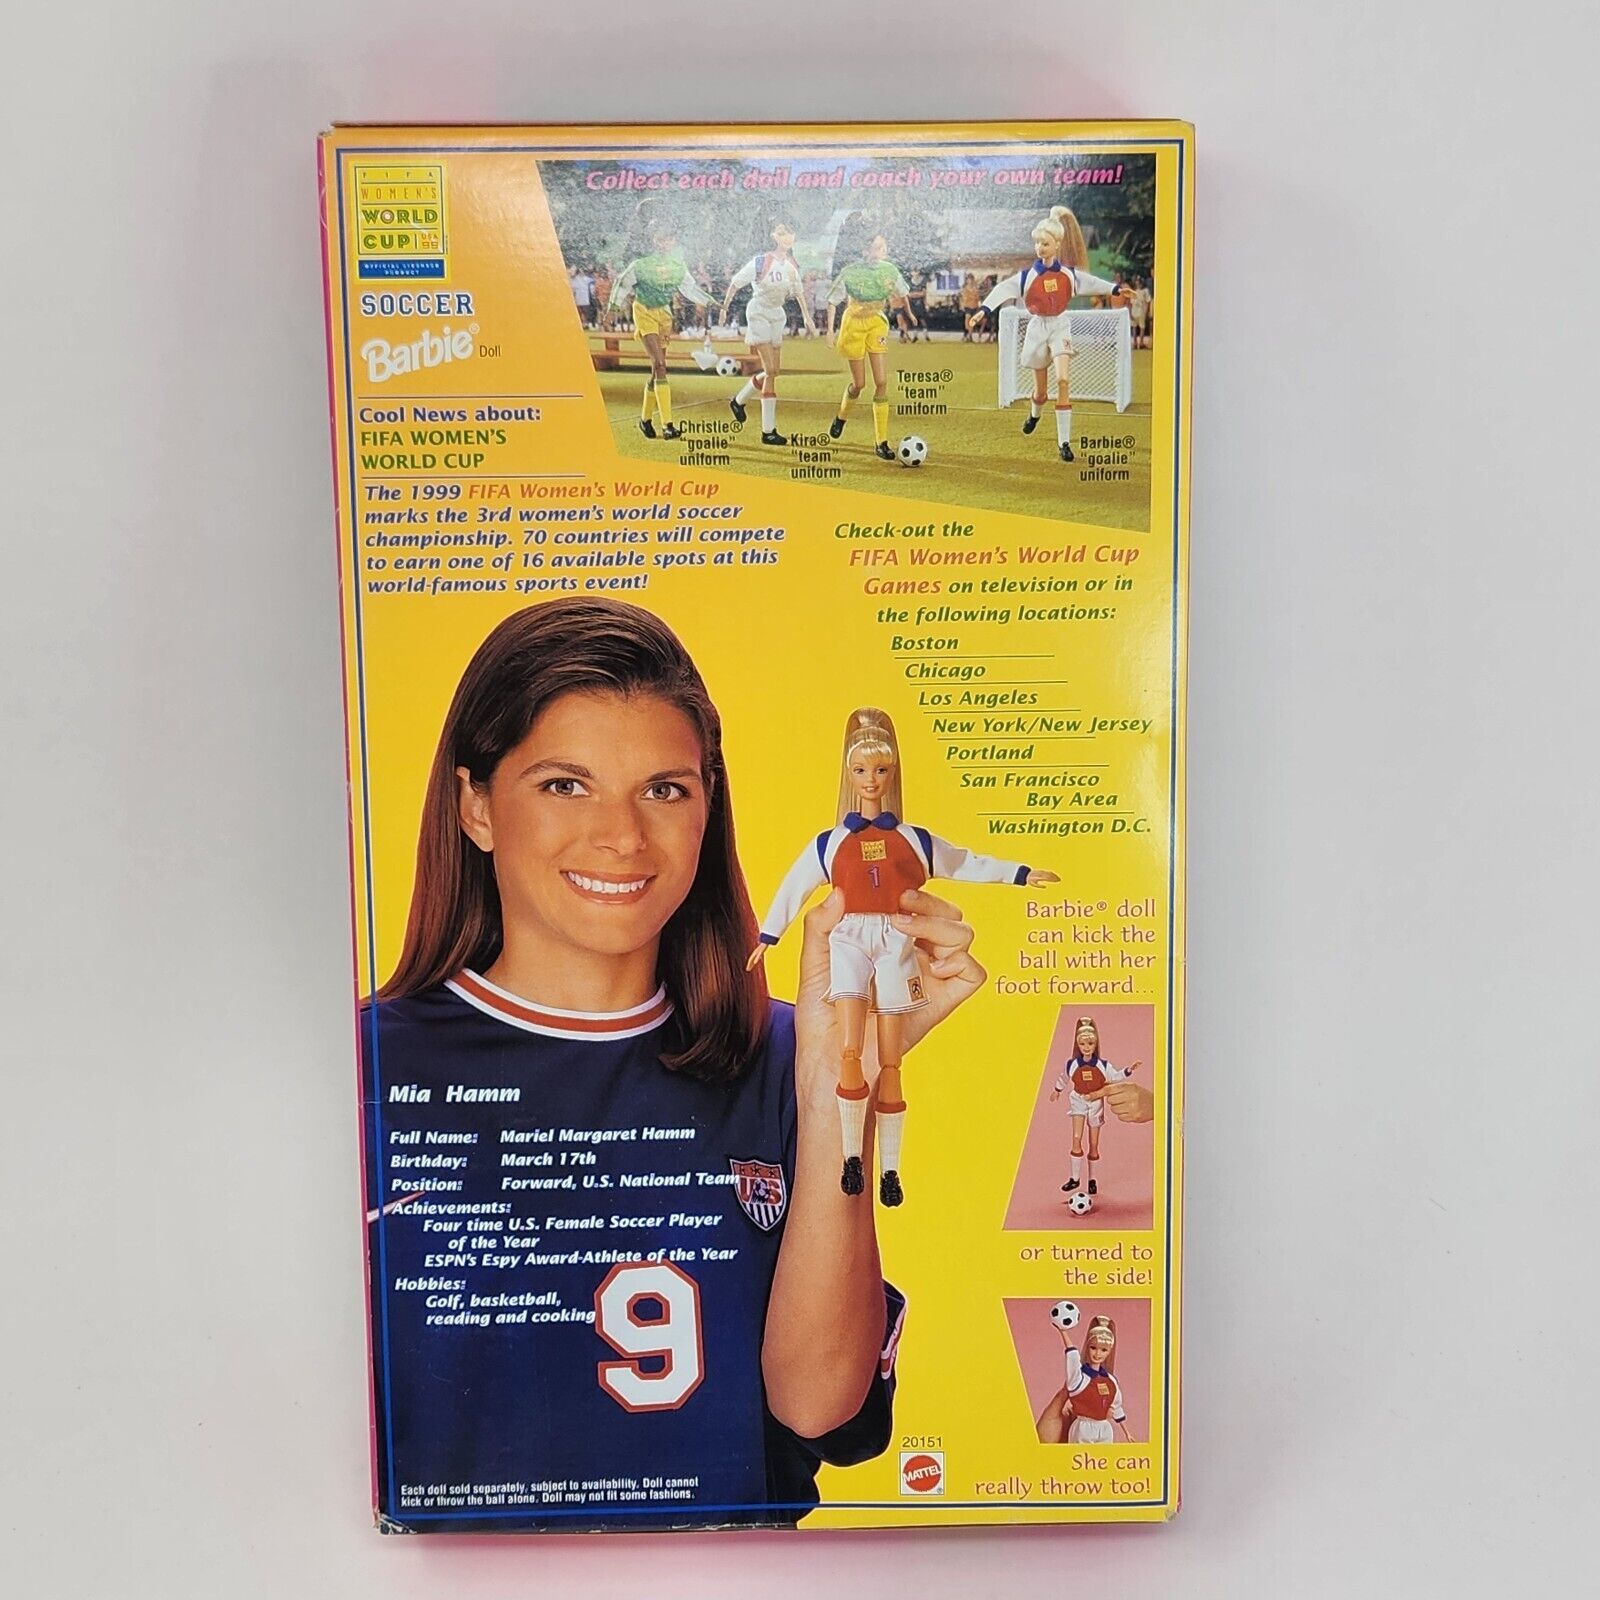 FIFA
WOMEN'S
WORLD
CUP USA 99
OFFICIAL LICENSED
PRODUCT
SOCCER
Barbie® Doll
Collect each doll and coach your own team!
Christie®
"goalie"
uniform
10
Kira®
"team"
uniform
Teresa®
"team"
uniform
Barbie®
"goalie"
uniform
Cool News about:
FIFA WOMEN'S
WORLD CUP
The 1999 FIFA Women's World Cup
marks the 3rd women's world soccer
championship. 70 countries will compete
to earn one of 16 available spots at this
world-famous sports event!
Check-out the
FIFA Women's World Cup
Games on television or in
the following locations:
Boston
Chicago
Los Angeles
New York/New Jersey
Portland
San Francisco
Bay Area
Washington D.C.
1
Barbie® doll
can kick the
ball with her
foot forward...
or turned to
the side!
She can
really throw too!
Mia Hamm
Full Name: Mariel Margaret Hamm
Birthday: March 17th
Position: Forward, U.S. National Team
US
Achievements:
Four time U.S. Female Soccer Player
of the Year
ESPN's Espy Award-Athlete of the Year
Hobbies:
Golf, basketball,
reading and cooking
9
Each doll sold separately, subject to availability. Doll cannot
kick or throw the ball alone. Doll may not fit some fashions.
20151
MATTEL
®